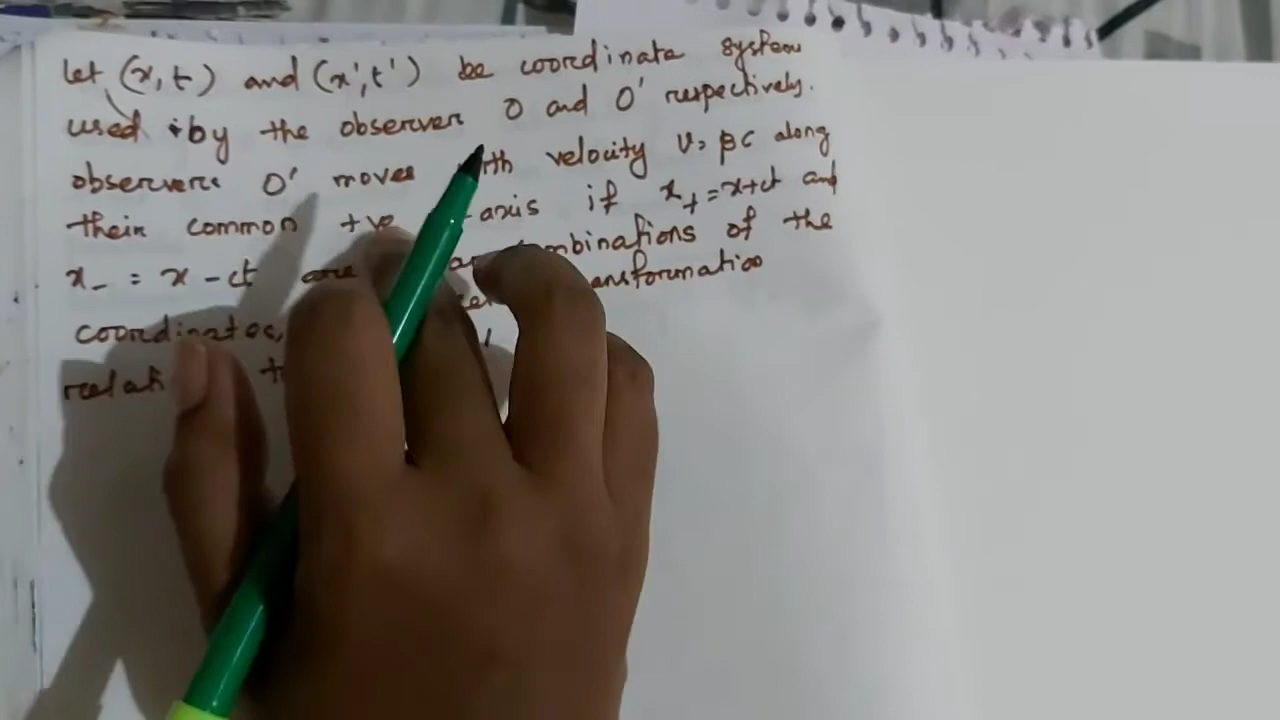 let (x,t) and (x',t') be coordinate system
used by the observer O and O' respectively.
observers O' moves velocity v = βc along
their common +ve axis if x₊ = x+ct and
x₋ = x - ct are combinations of the
coordinates,